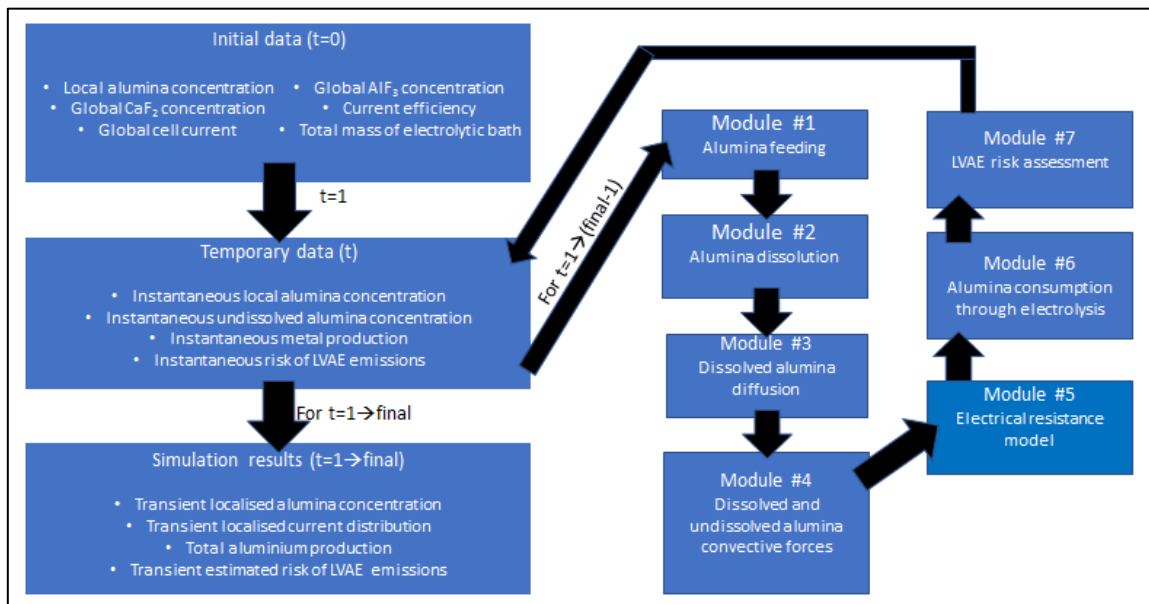 Initial data (t=0)
• Local alumina concentration
• Global AlF₃ concentration
• Global CaF₂ concentration
• Current efficiency
• Global cell current
• Total mass of electrolytic bath
t=1
Temporary data (t)
• Instantaneous local alumina concentration
• Instantaneous undissolved alumina concentration
• Instantaneous metal production
• Instantaneous risk of LVAE emissions
For t=1→final
Simulation results (t=1→final)
• Transient localised alumina concentration
• Transient localised current distribution
• Total aluminium production
• Transient estimated risk of LVAE emissions
For t=1→(final-1)
Module #1
Alumina feeding
Module #2
Alumina dissolution
Module #3
Dissolved alumina
diffusion
Module #4
Dissolved and
undissolved alumina
convective forces
Module #5
Electrical resistance
model
Module #6
Alumina consumption
through electrolysis
Module #7
LVAE risk assessment